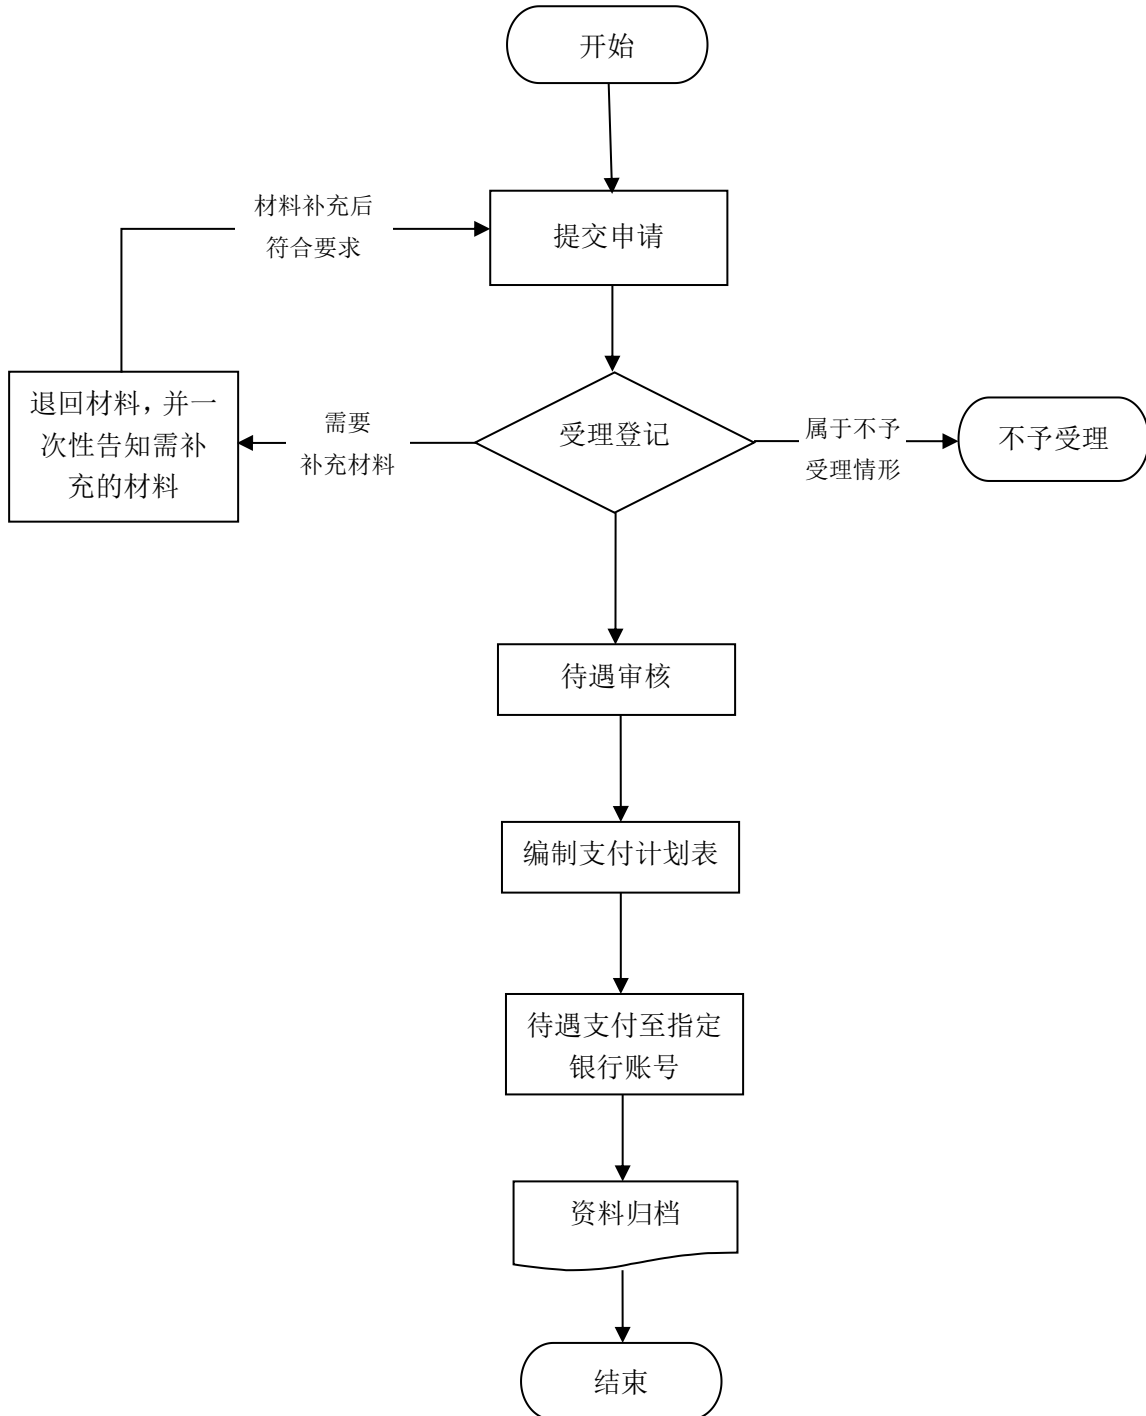 开始
材料补充后
符合要求
提交申请
退回材料，并一
次性告知需补
充的材料
需要
补充材料
受理登记
属于不予
受理情形
不予受理
待遇审核
编制支付计划表
待遇支付至指定
银行账号
资料归档
结束